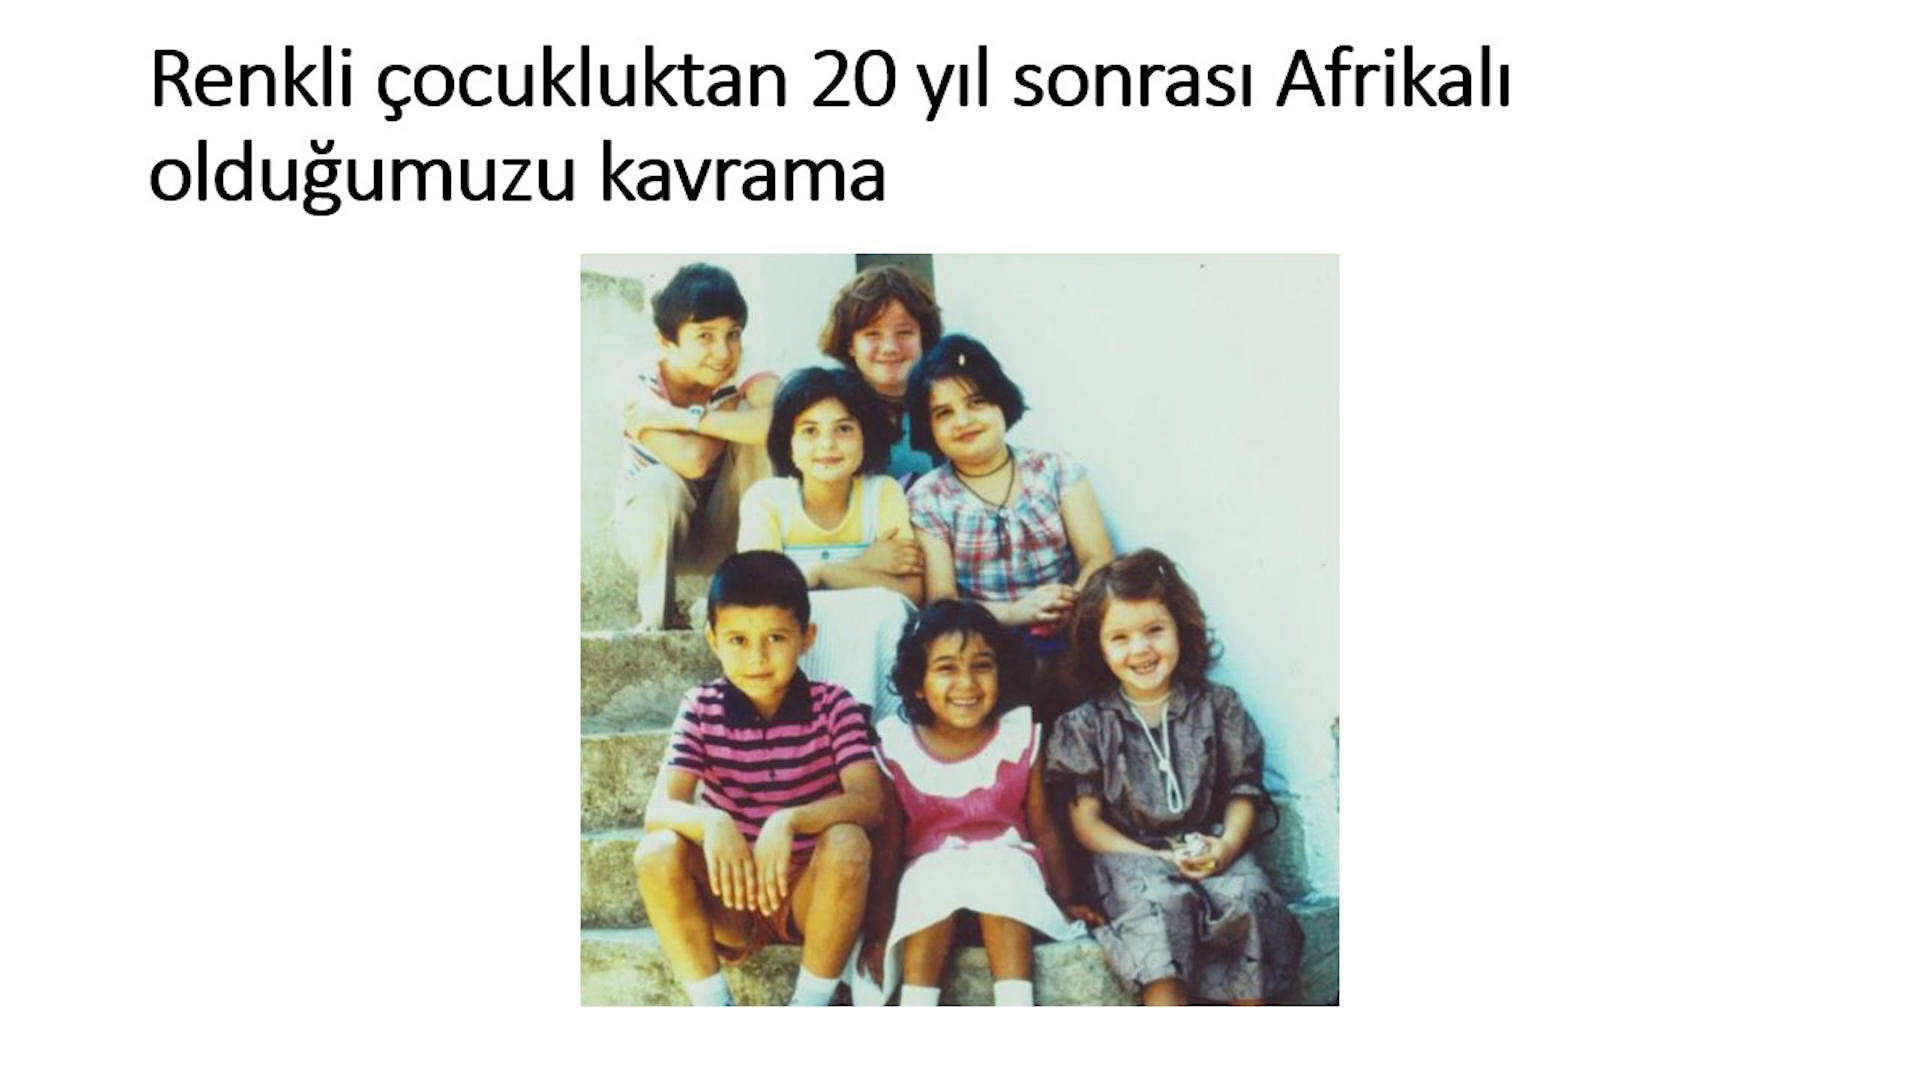 Renkli çocukluktan 20 yıl sonrası Afrikalı
olduğumuzu kavrama